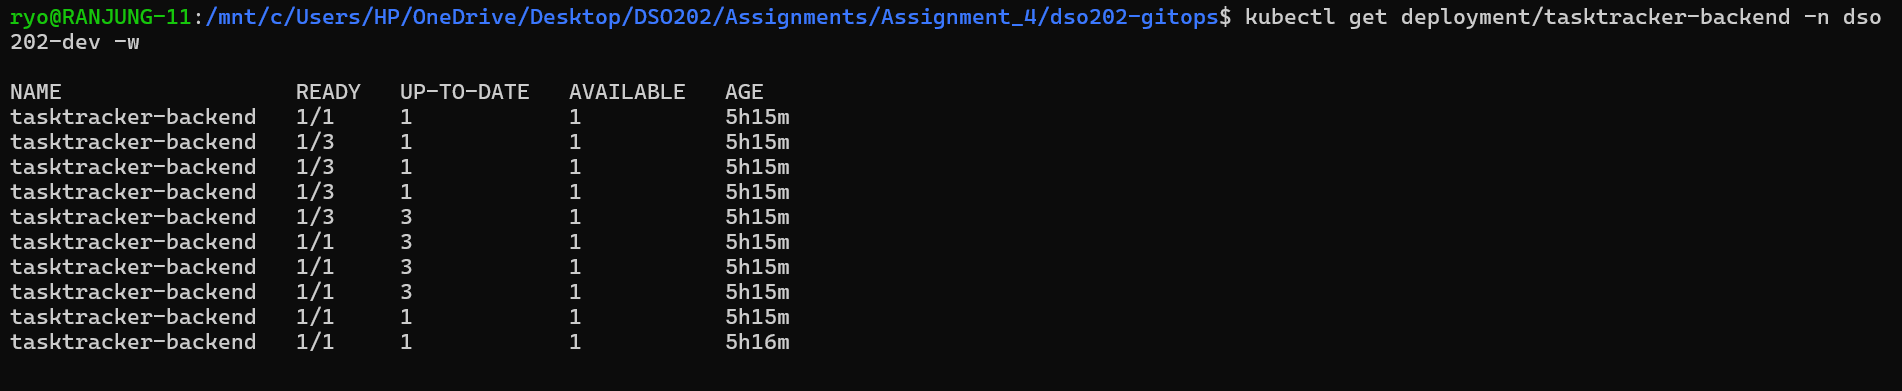 ryo@RANJUNG-11:/mnt/c/Users/HP/OneDrive/Desktop/DSO202/Assignments/Assignment_4/dso202-gitops$ kubectl get deployment/tasktracker-backend -n dso
202-dev -w
NAME                  READY   UP-TO-DATE   AVAILABLE   AGE
tasktracker-backend   1/1     1            1           5h15m
tasktracker-backend   1/3     1            1           5h15m
tasktracker-backend   1/3     1            1           5h15m
tasktracker-backend   1/3     1            1           5h15m
tasktracker-backend   1/3     3            1           5h15m
tasktracker-backend   1/1     3            1           5h15m
tasktracker-backend   1/1     3            1           5h15m
tasktracker-backend   1/1     3            1           5h15m
tasktracker-backend   1/1     1            1           5h15m
tasktracker-backend   1/1     1            1           5h16m